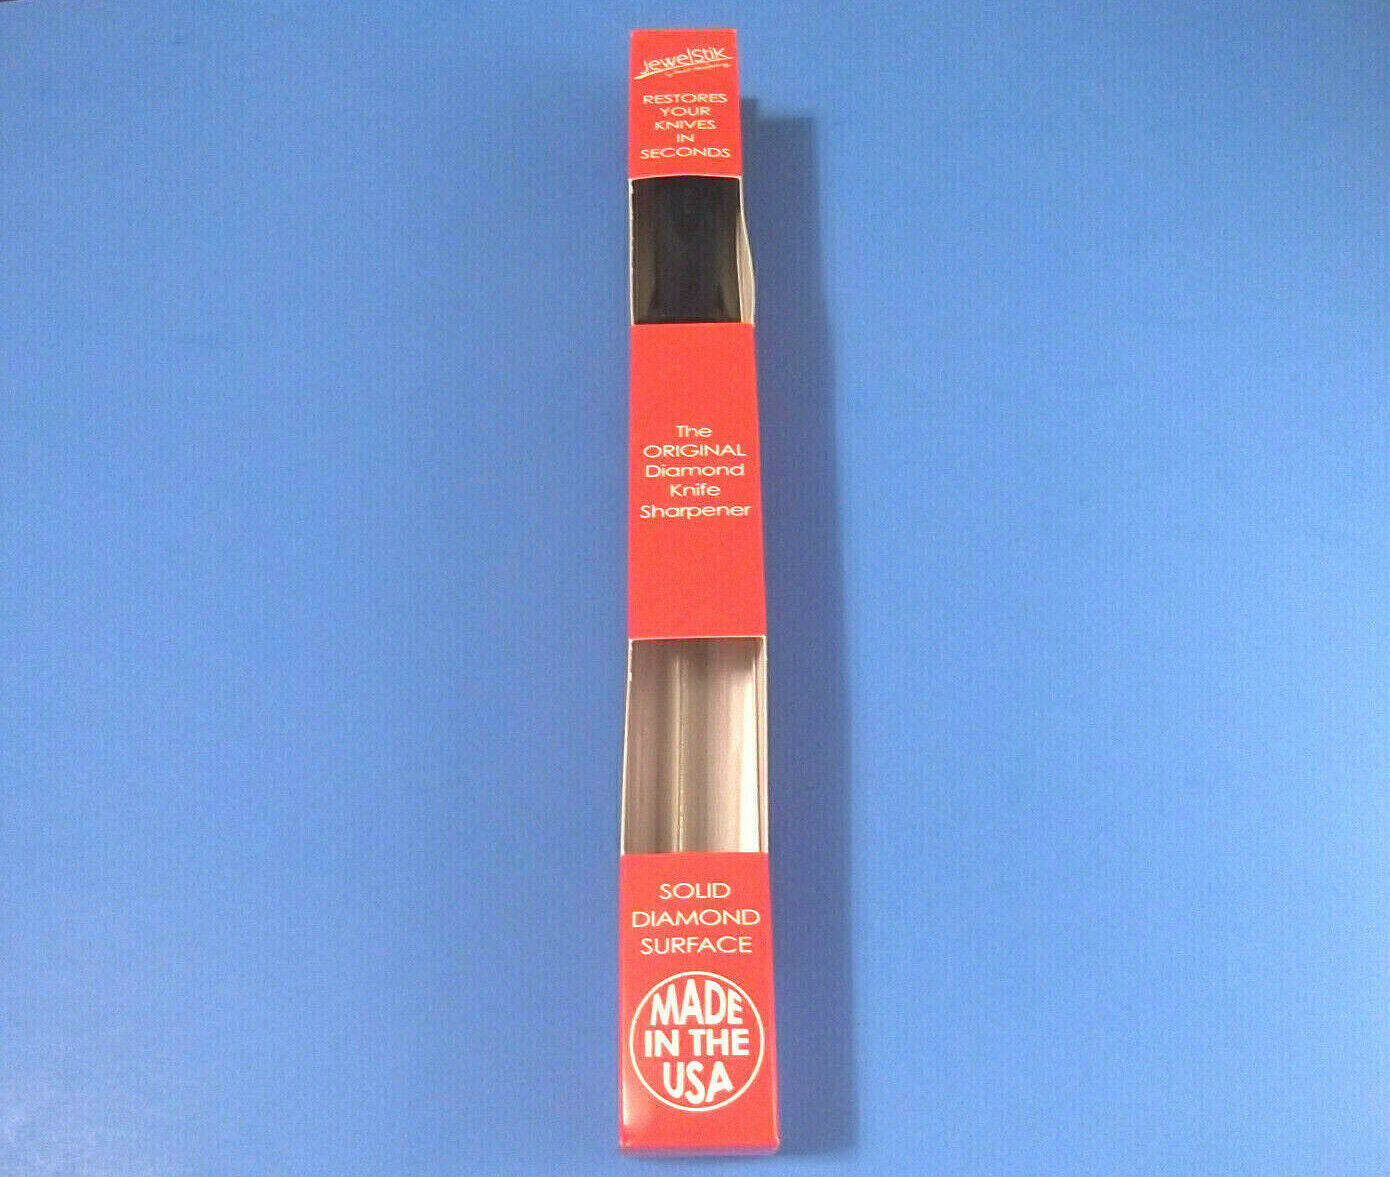 JewelStik
RESTORES
YOUR
KNIVES
IN
SECONDS
The
ORIGINAL
Diamond
Knife
Sharpener
SOLID
DIAMOND
SURFACE
MADE
IN THE
USA